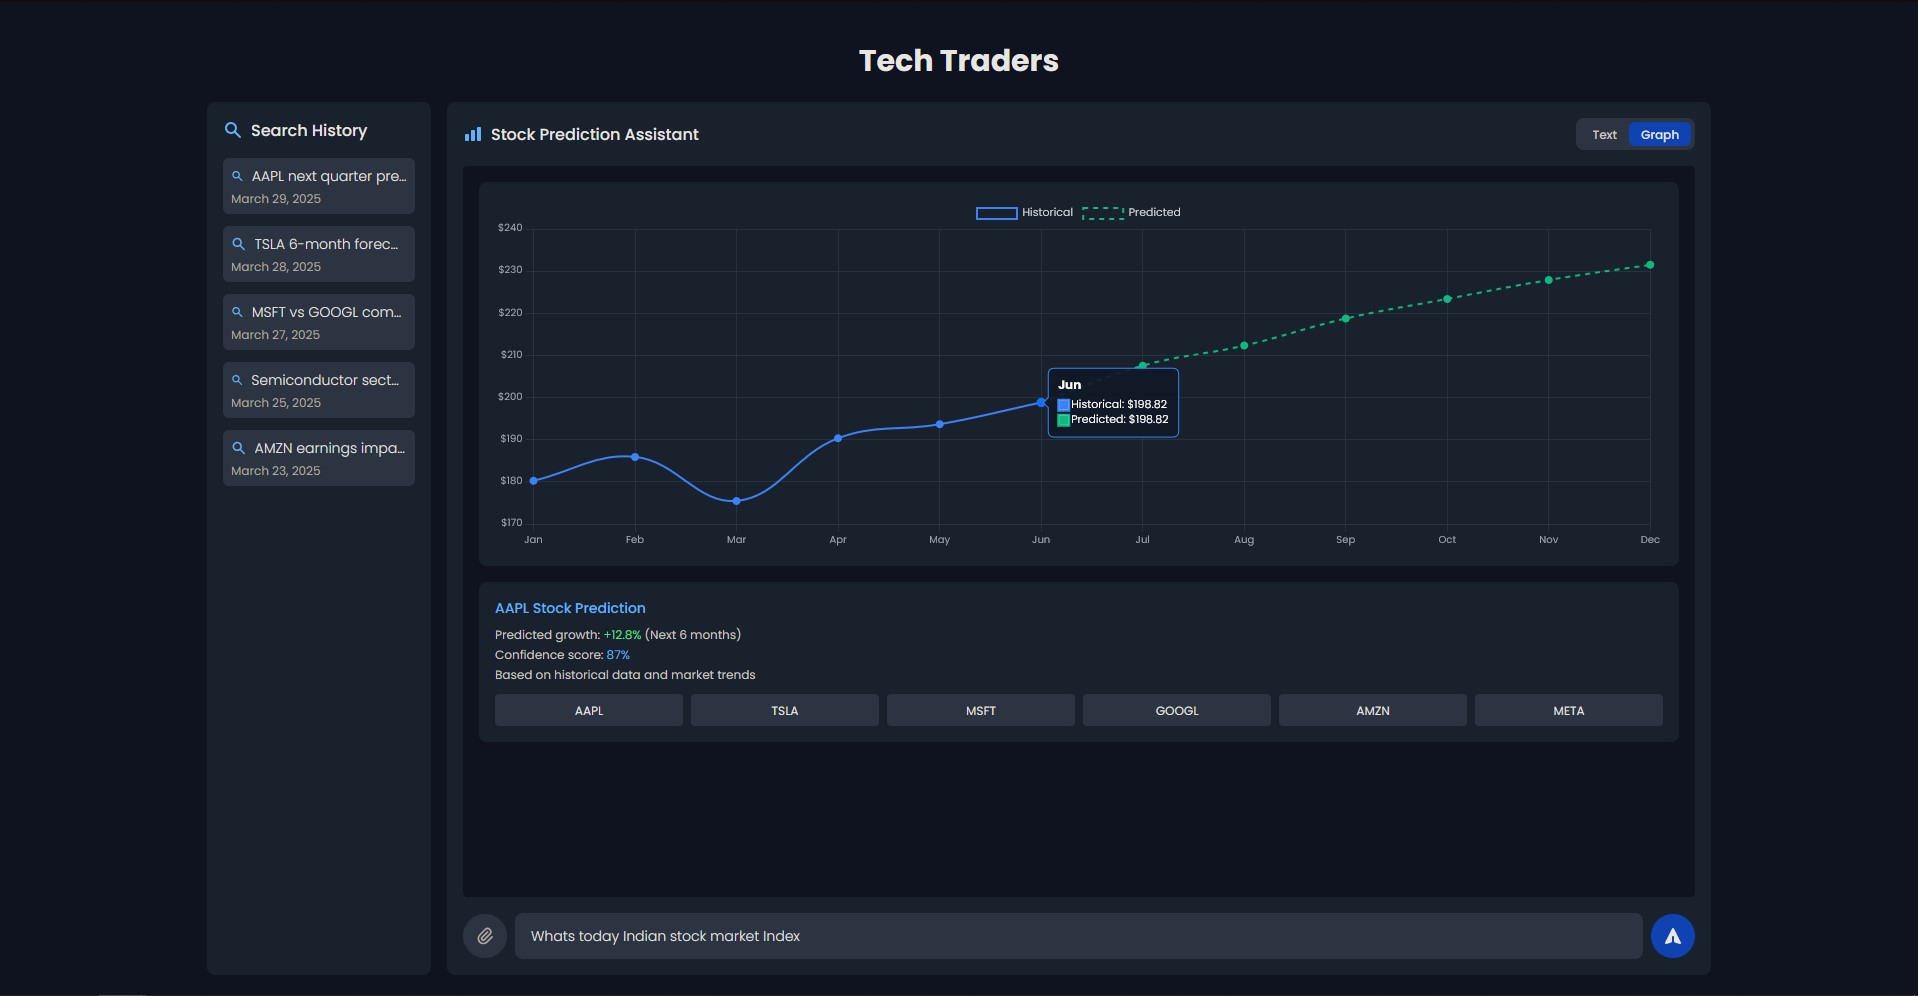 Tech Traders
Search History
AAPL next quarter pre...
March 29, 2025
TSLA 6-month forec...
March 28, 2025
MSFT vs GOOGL com...
March 27, 2025
Semiconductor sect...
March 25, 2025
AMZN earnings impa...
March 23, 2025
Stock Prediction Assistant
Text Graph
Historical Predicted
$240
$230
$220
$210
$200
$190
$180
$170
Jun
Historical: $198.82
Predicted: $198.82
Jan Feb Mar Apr May Jun Jul Aug Sep Oct Nov Dec
AAPL Stock Prediction
Predicted growth: +12.8% (Next 6 months)
Confidence score: 87%
Based on historical data and market trends
AAPL TSLA MSFT GOOGL AMZN META
Whats today Indian stock market Index